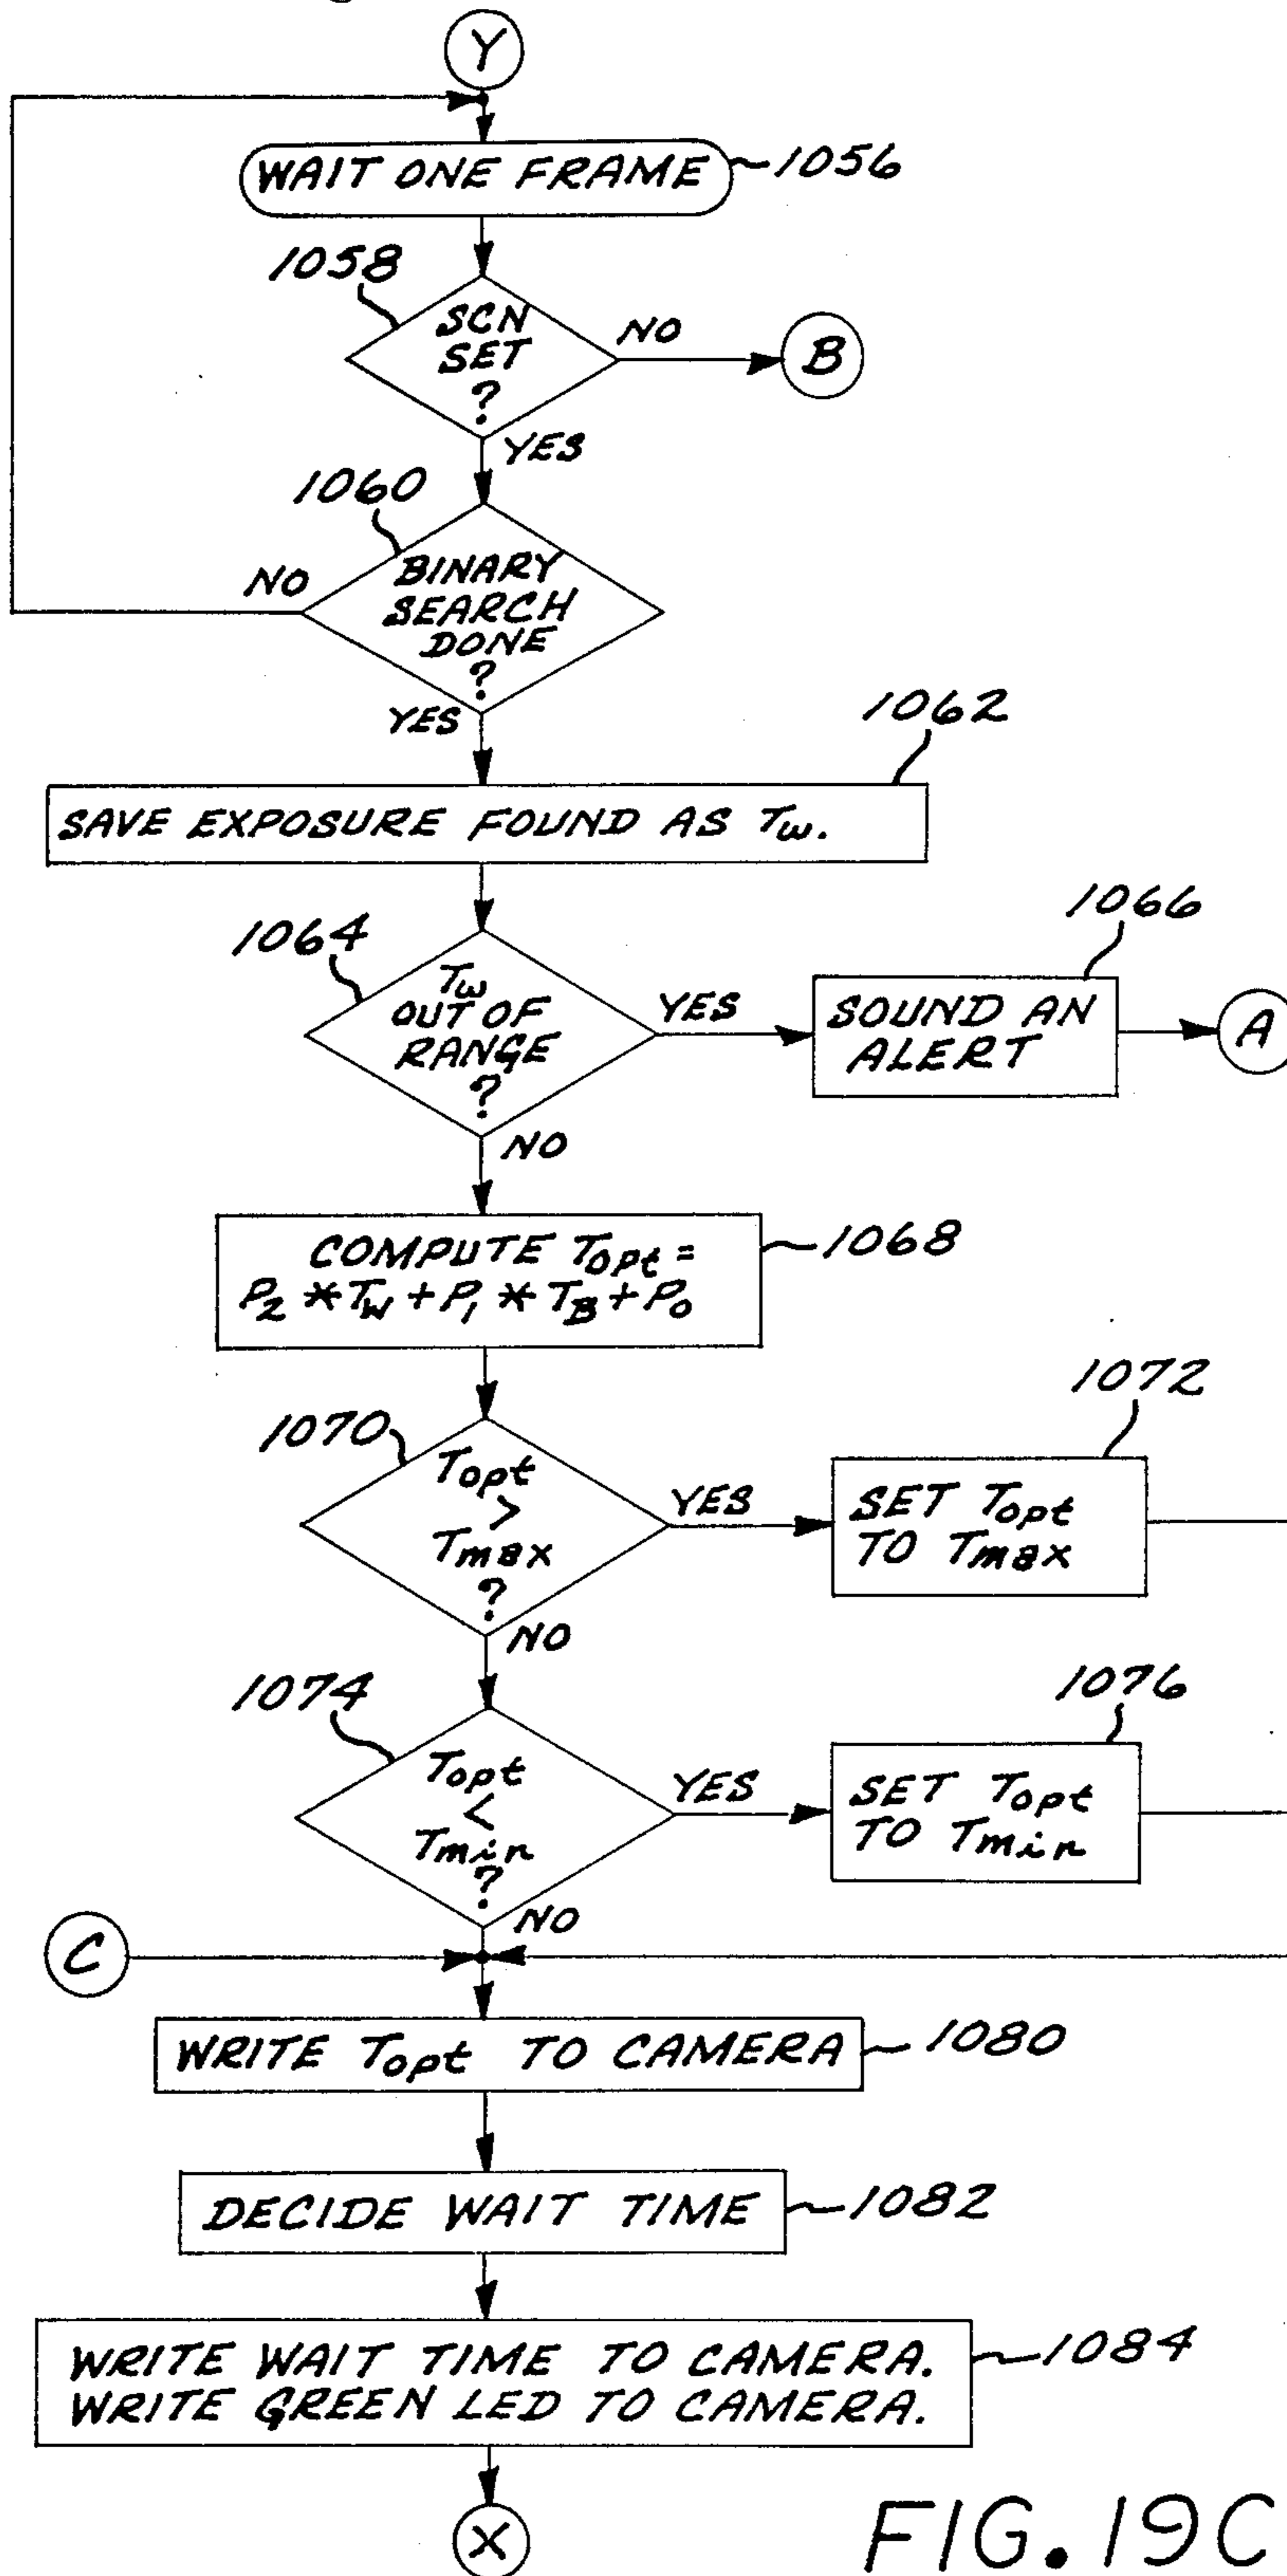 Y
WAIT ONE FRAME
1056
1058
SCN
SET
?
NO
B
YES
1060
BINARY
SEARCH
DONE
?
NO
YES
1062
SAVE EXPOSURE FOUND AS Tw.
1064
Tw
OUT OF
RANGE
?
YES
1066
SOUND AN
ALERT
A
NO
COMPUTE Topt =
P2 * TW + P1 * TB + P0
1068
1070
Topt
>
Tmax
?
YES
1072
SET Topt
TO Tmax
NO
1074
Topt
<
Tmin
?
YES
1076
SET Topt
TO Tmin
NO
C
WRITE Topt TO CAMERA
1080
DECIDE WAIT TIME
1082
WRITE WAIT TIME TO CAMERA.
WRITE GREEN LED TO CAMERA.
1084
X
FIG. 19C